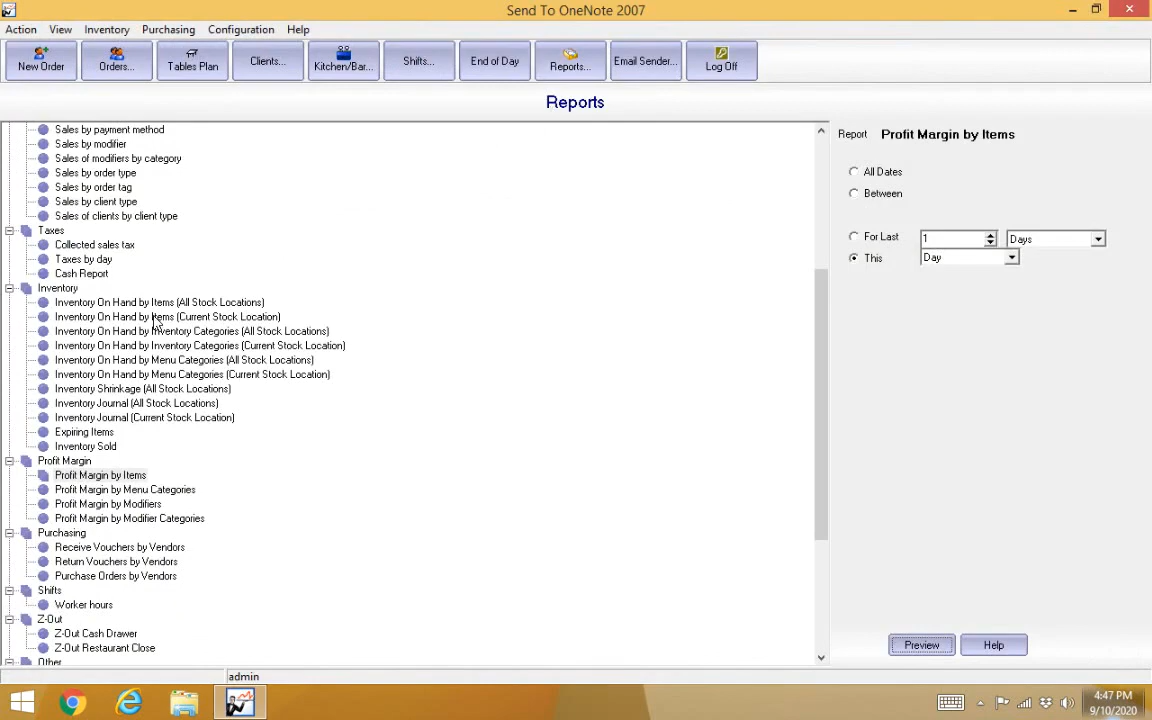 Send To OneNote 2007
Action View Inventory Purchasing Configuration Help
New Order Orders... Tables Plan Clients... Kitchen/Bar... Shifts... End of Day Reports... Email Sender... Log Off
Reports
Sales by payment method
Sales by modifier
Sales of modifiers by category
Sales by order type
Sales by order tag
Sales by client type
Sales of clients by client type
Taxes
Collected sales tax
Taxes by day
Cash Report
Inventory
Inventory On Hand by Items (All Stock Locations)
Inventory On Hand by Items (Current Stock Location)
Inventory On Hand by Inventory Categories (All Stock Locations)
Inventory On Hand by Inventory Categories (Current Stock Location)
Inventory On Hand by Menu Categories (All Stock Locations)
Inventory On Hand by Menu Categories (Current Stock Location)
Inventory Shrinkage (All Stock Locations)
Inventory Journal (All Stock Locations)
Inventory Journal (Current Stock Location)
Expiring Items
Inventory Sold
Profit Margin
Profit Margin by Items
Profit Margin by Menu Categories
Profit Margin by Modifiers
Profit Margin by Modifier Categories
Purchasing
Receive Vouchers by Vendors
Return Vouchers by Vendors
Purchase Orders by Vendors
Shifts
Worker hours
Z-Out
Z-Out Cash Drawer
Z-Out Restaurant Close
Other
Report Profit Margin by Items
All Dates
Between
For Last 1 Days
This Day
Preview Help
admin
4:47 PM
9/10/2020